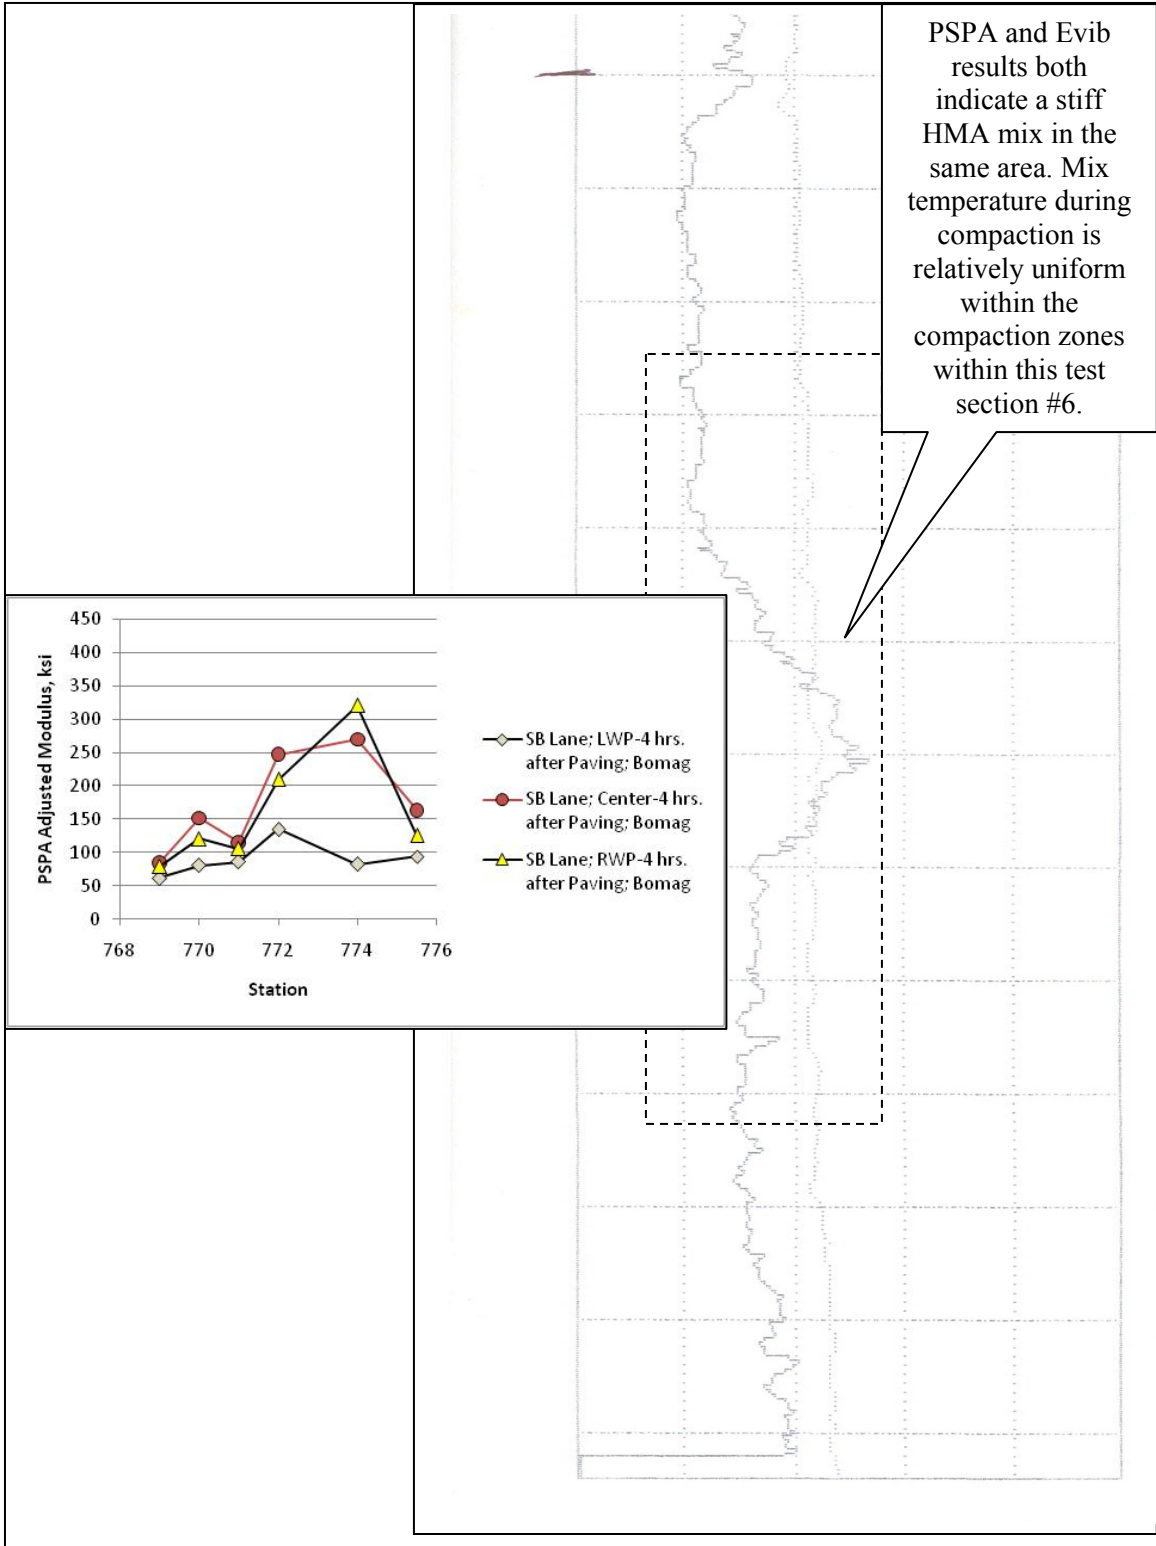 PSPA and Evib
results both
indicate a stiff
HMA mix in the
same area. Mix
temperature during
compaction is
relatively uniform
within the
compaction zones
within this test
section #6.
PSPA Adjusted Modulus, ksi
450
400
350
300
250
200
150
100
50
0
768 770 772 774 776
Station
SB Lane; LWP-4 hrs.
after Paving; Bomag
SB Lane; Center-4 hrs.
after Paving; Bomag
SB Lane; RWP-4 hrs.
after Paving; Bomag